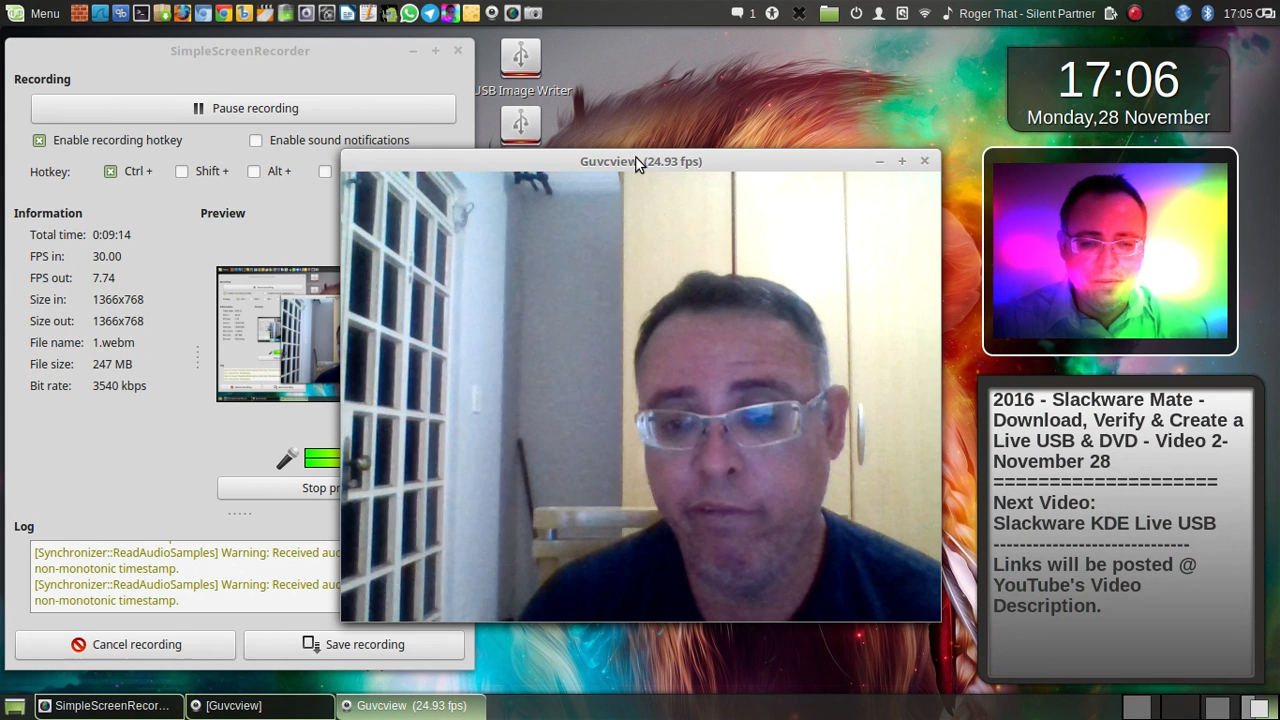 Menu
1
Roger That - Silent Partner
17:05
SimpleScreenRecorder
Recording
Pause recording
Enable recording hotkey
Enable sound notifications
Hotkey:
Ctrl +
Shift +
Alt +
Information
Preview
Total time: 0:09:14
FPS in: 30.00
FPS out: 7.74
Size in: 1366x768
Size out: 1366x768
File name: 1.webm
File size: 247 MB
Bit rate: 3540 kbps
Stop pr
Log
[Synchronizer::ReadAudioSamples] Warning: Received aud
non-monotonic timestamp.
[Synchronizer::ReadAudioSamples] Warning: Received aud
non-monotonic timestamp.
Cancel recording
Save recording
USB Image Writer
Guvcview (24.93 fps)
17:06
Monday,28 November
2016 - Slackware Mate -
Download, Verify & Create a
Live USB & DVD - Video 2-
November 28
=====================
Next Video:
Slackware KDE Live USB
------------------------------
Links will be posted @
YouTube's Video
Description.
SimpleScreenRecor...
[Guvcview]
Guvcview (24.93 fps)